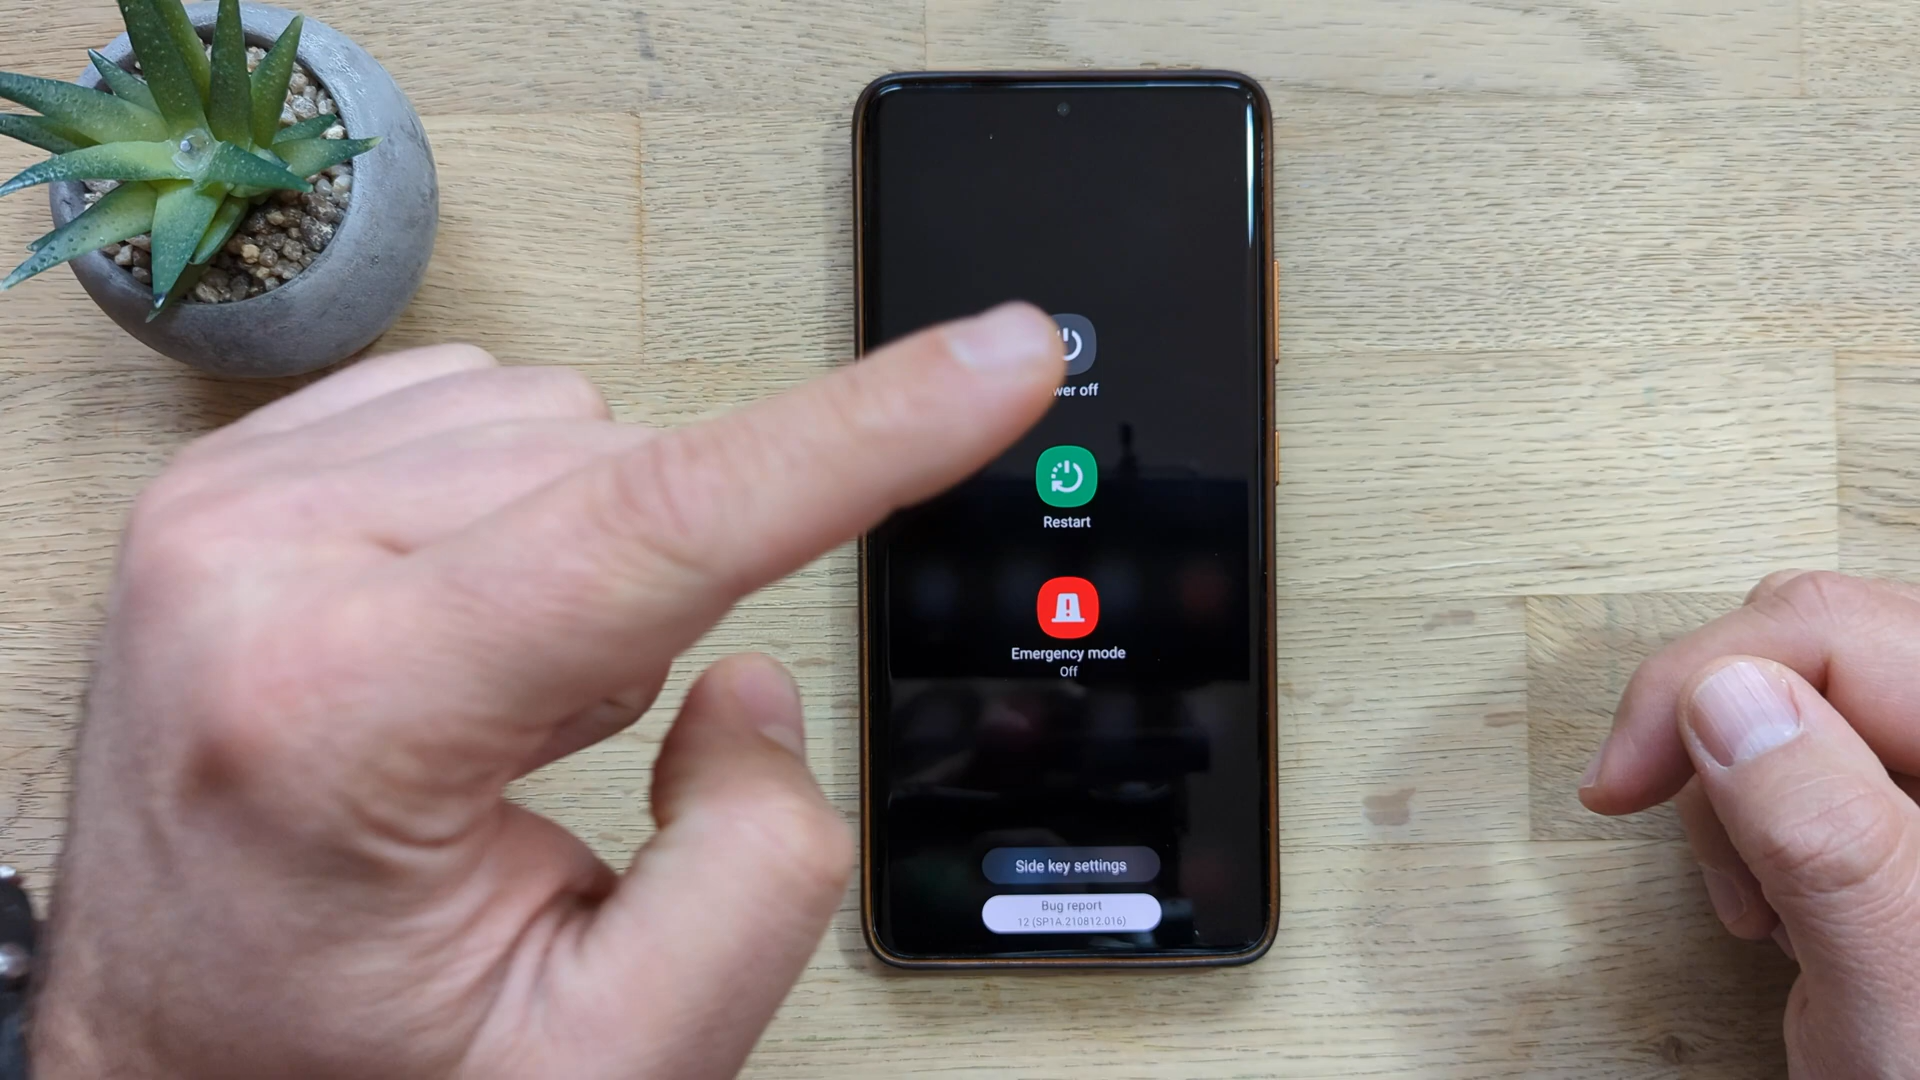 wer off
Restart
Emergency mode
Off
Side key settings
Bug report
12 (SP1A.210812.016)